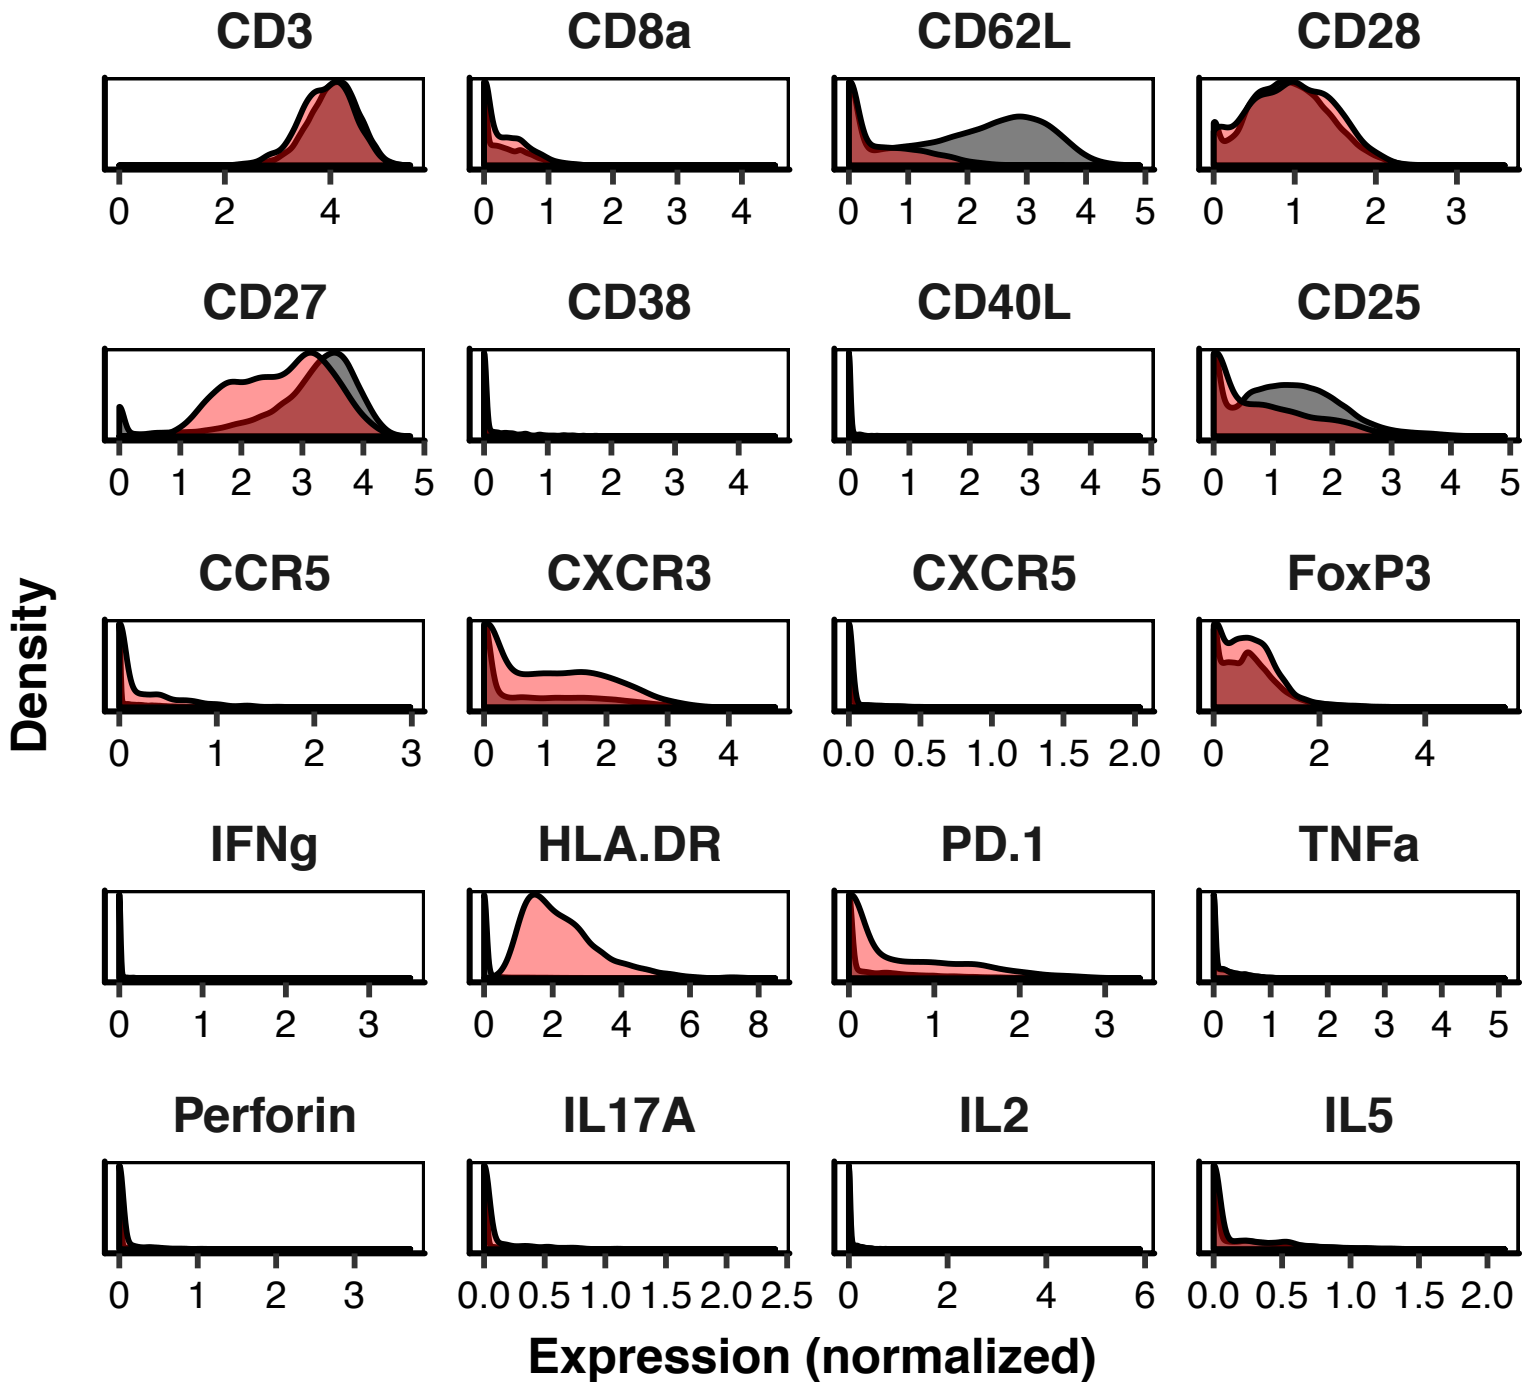 CD3 CD8a CD62L CD28
0 2 4 0 1 2 3 4 0 1 2 3 4 5 0 1 2 3
CD27 CD38 CD40L CD25
0 1 2 3 4 5 0 1 2 3 4 0 1 2 3 4 5 0 1 2 3 4 5
CCR5 CXCR3 CXCR5 FoxP3
0 1 2 3 0 1 2 3 4 0.0 0.5 1.0 1.5 2.0 0 2 4
Density
IFNg HLA.DR PD.1 TNFa
0 1 2 3 0 2 4 6 8 0 1 2 3 0 1 2 3 4 5
Perforin IL17A IL2 IL5
0 1 2 3 0.0 0.5 1.0 1.5 2.0 2.5 0 2 4 6 0.0 0.5 1.0 1.5 2.0
Expression (normalized)